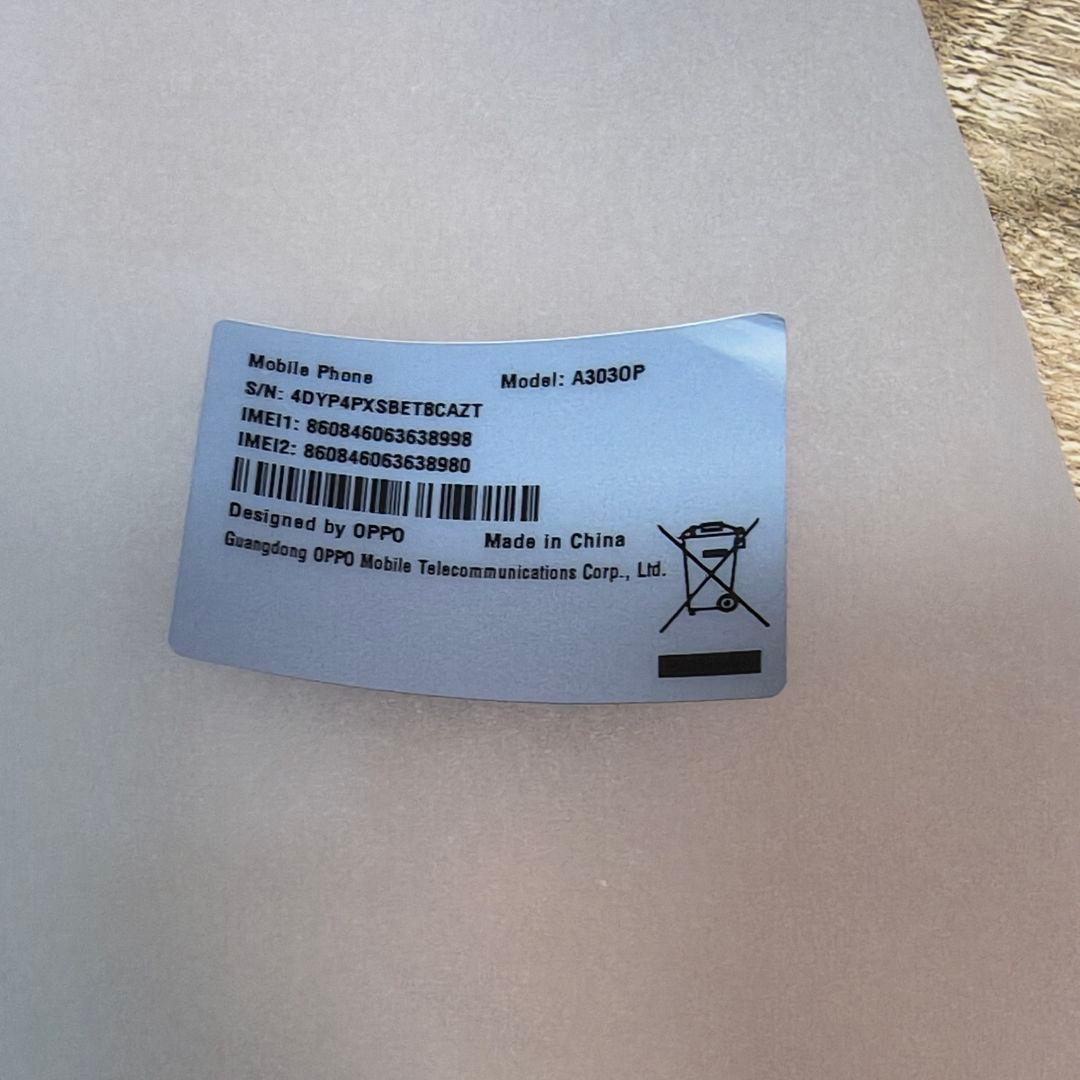 Mobile Phone Model: A303OP
S/N: 4DYP4PXSBET8CAZT
IMEI1: 860846063638998
IMEI2: 860846063638980
Designed by OPPO Made in China
Guangdong OPPO Mobile Telecommunications Corp., Ltd.